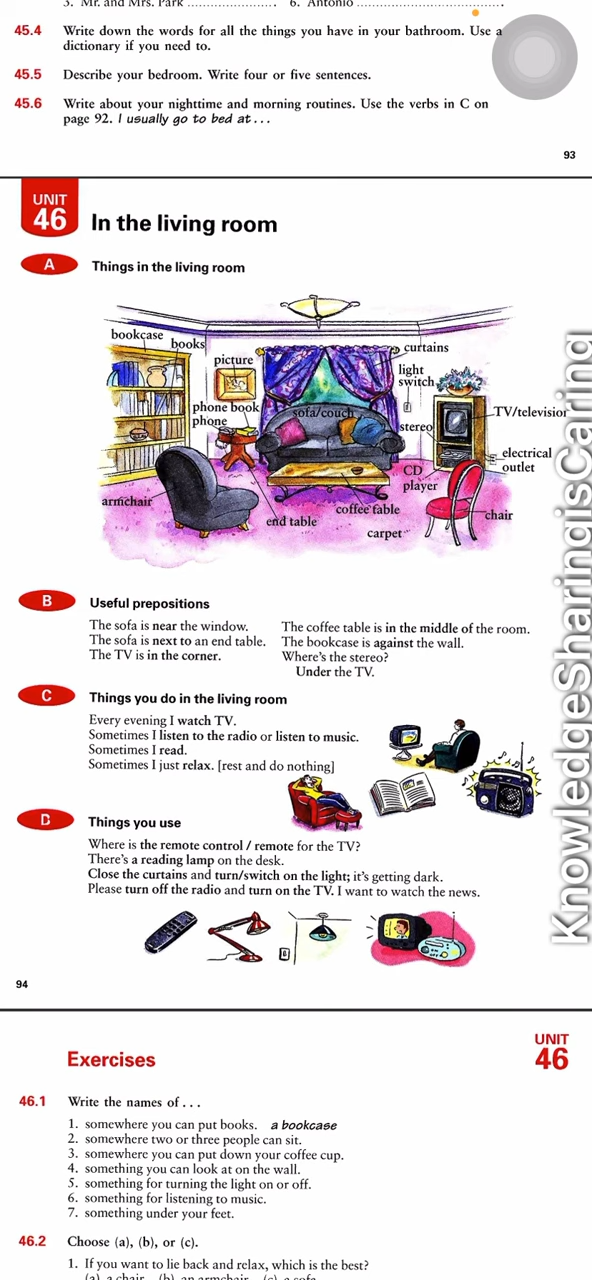 3. Mr. and Mrs. Park ........................ 6. Antonio ........................................
45.4 Write down the words for all the things you have in your bathroom. Use a
dictionary if you need to.
45.5 Describe your bedroom. Write four or five sentences.
45.6 Write about your nighttime and morning routines. Use the verbs in C on
page 92. I usually go to bed at . . .
93
UNIT
46
In the living room
A Things in the living room
bookcase
books
picture
curtains
light
switch
phone book
phone
sofa/couch
stereo
TV/television
electrical
outlet
CD
player
armchair
end table
coffee table
chair
carpet
B Useful prepositions
The sofa is near the window.
The sofa is next to an end table.
The TV is in the corner.
The coffee table is in the middle of the room.
The bookcase is against the wall.
Where's the stereo?
Under the TV.
C Things you do in the living room
Every evening I watch TV.
Sometimes I listen to the radio or listen to music.
Sometimes I read.
Sometimes I just relax. [rest and do nothing]
D Things you use
Where is the remote control / remote for the TV?
There's a reading lamp on the desk.
Close the curtains and turn/switch on the light; it's getting dark.
Please turn off the radio and turn on the TV. I want to watch the news.
94
KnowledgeSharingisCaring
Exercises
UNIT
46
46.1 Write the names of . . .
1. somewhere you can put books. a bookcase
2. somewhere two or three people can sit.
3. somewhere you can put down your coffee cup.
4. something you can look at on the wall.
5. something for turning the light on or off.
6. something for listening to music.
7. something under your feet.
46.2 Choose (a), (b), or (c).
1. If you want to lie back and relax, which is the best?
(a) a chair (b) an armchair (c) a sofa